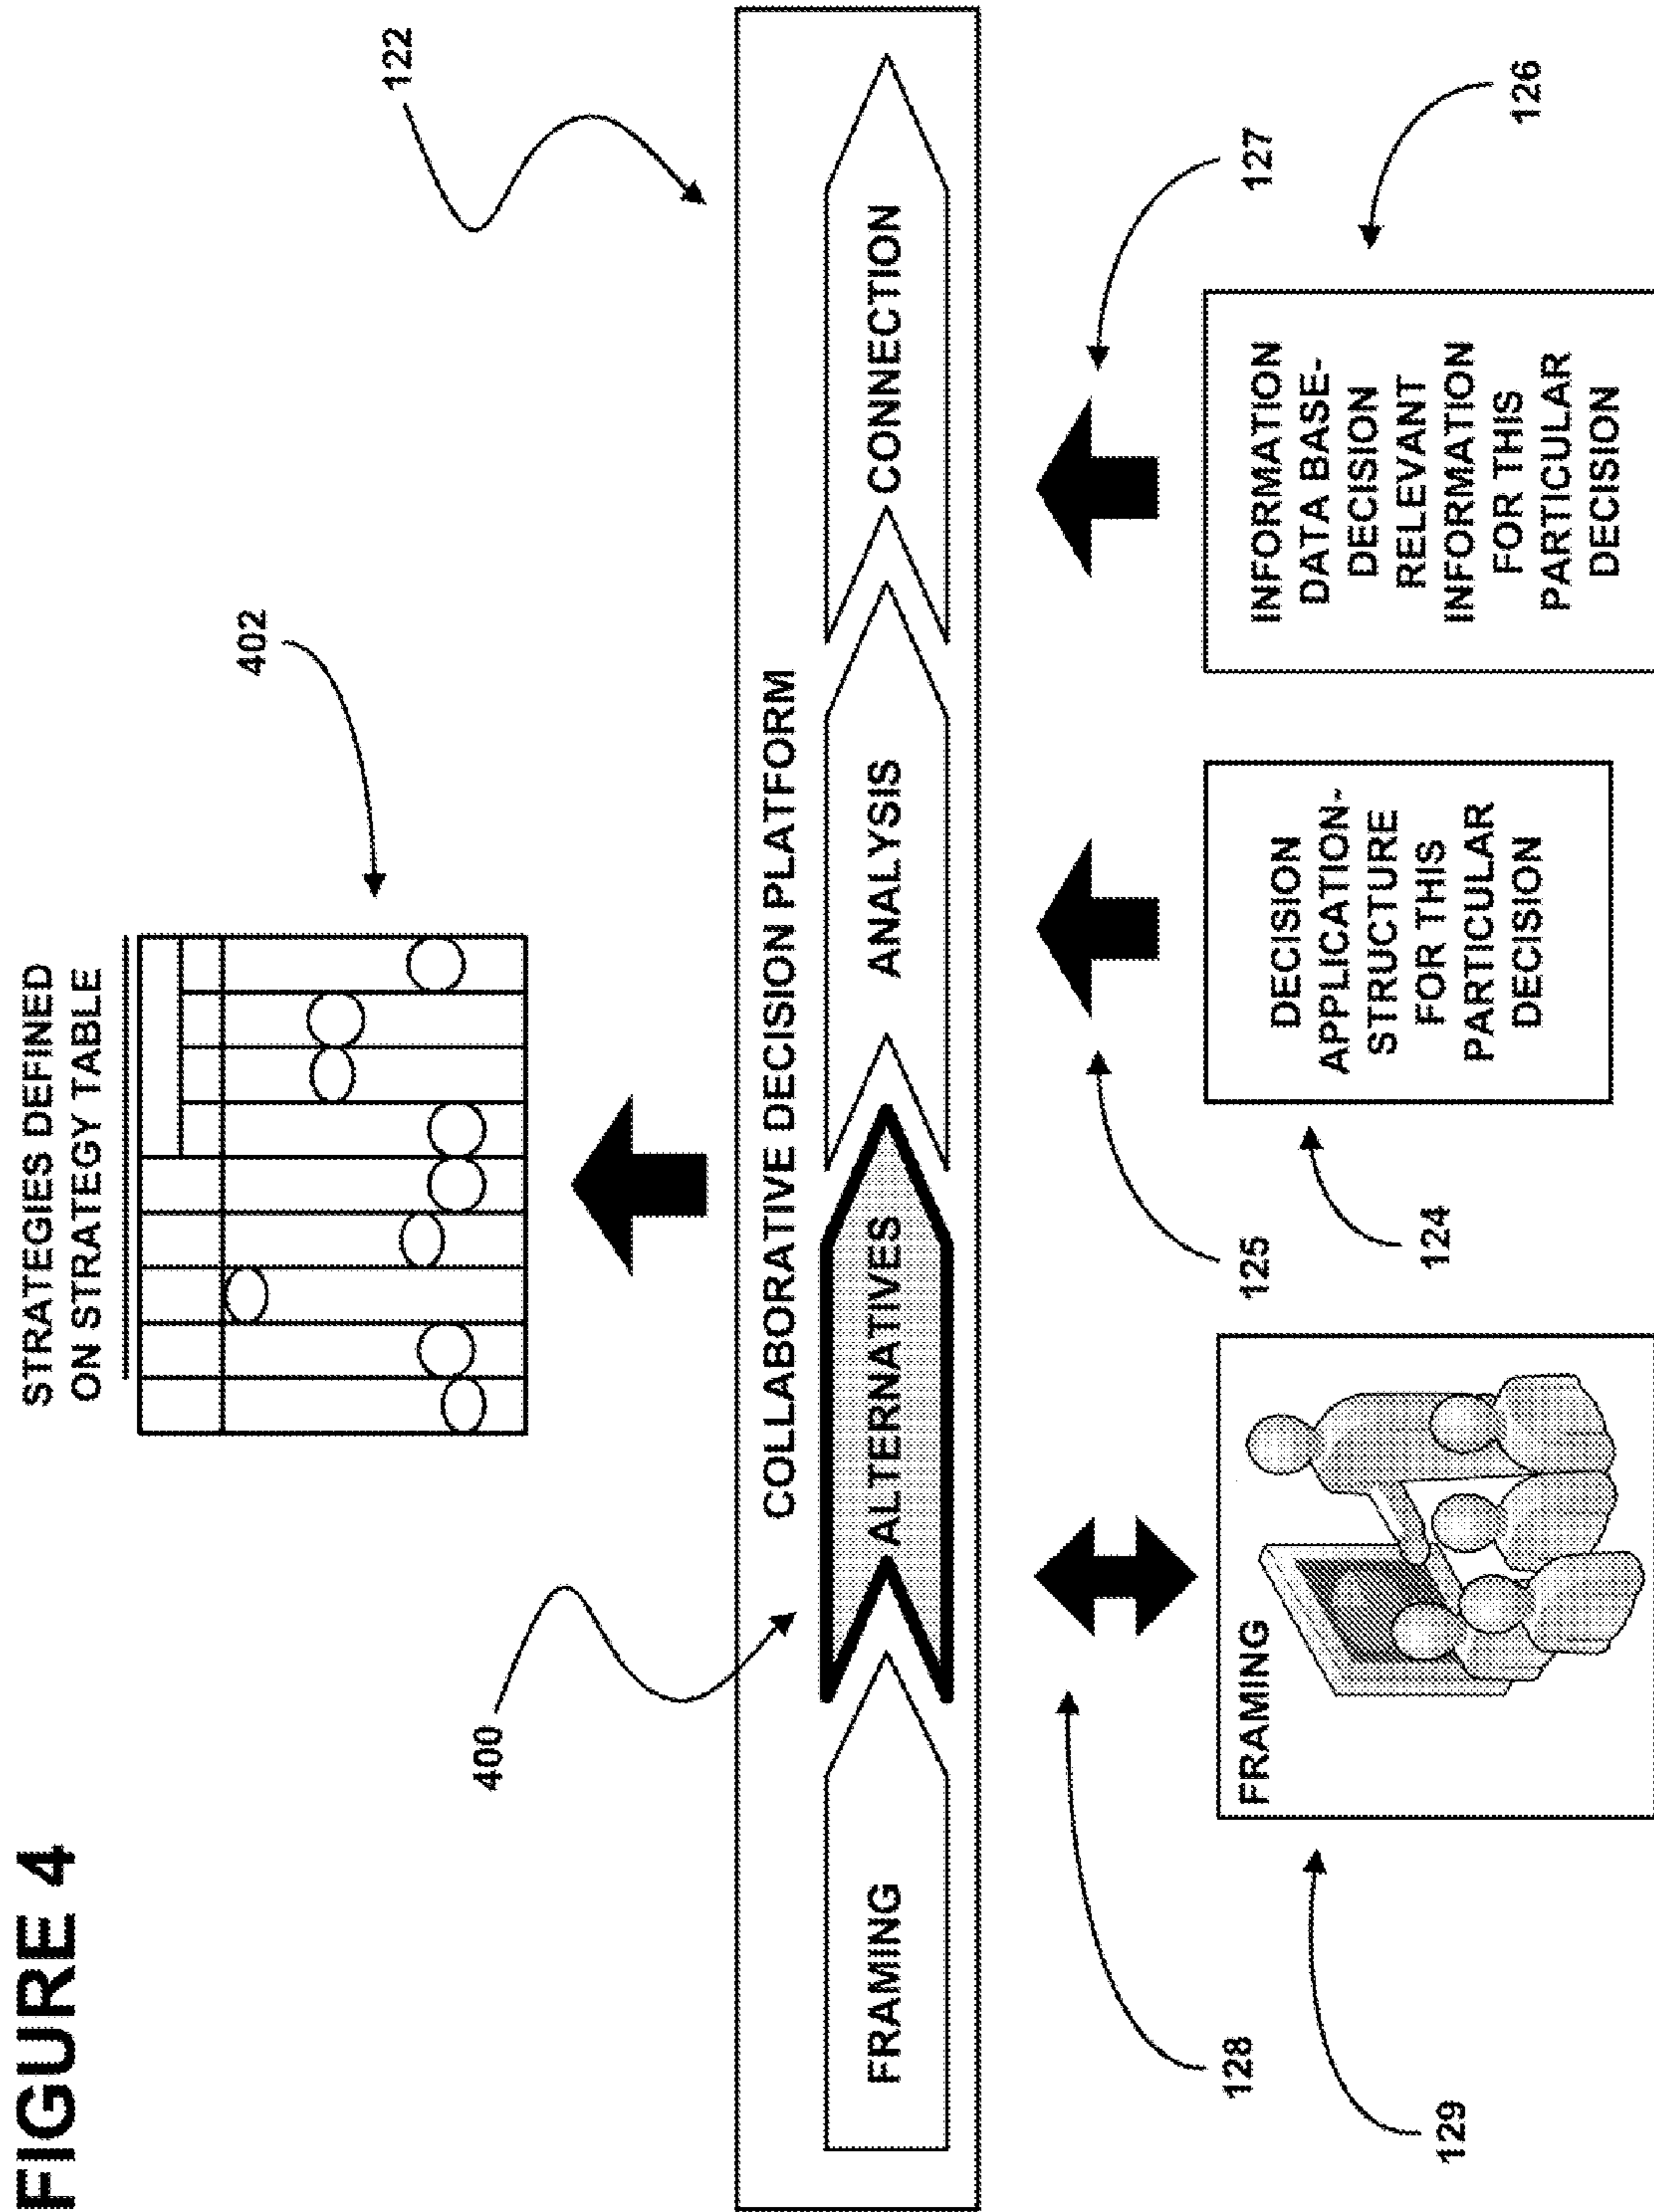 FIGURE 4
STRATEGIES DEFINED
ON STRATEGY TABLE
402
122
400
COLLABORATIVE DECISION PLATFORM
FRAMING
ALTERNATIVES
ANALYSIS
CONNECTION
128
125
127
129
FRAMING
124
DECISION
APPLICATION-
STRUCTURE
FOR THIS
PARTICULAR
DECISION
126
INFORMATION
DATA BASE-
DECISION
RELEVANT
INFORMATION
FOR THIS
PARTICULAR
DECISION